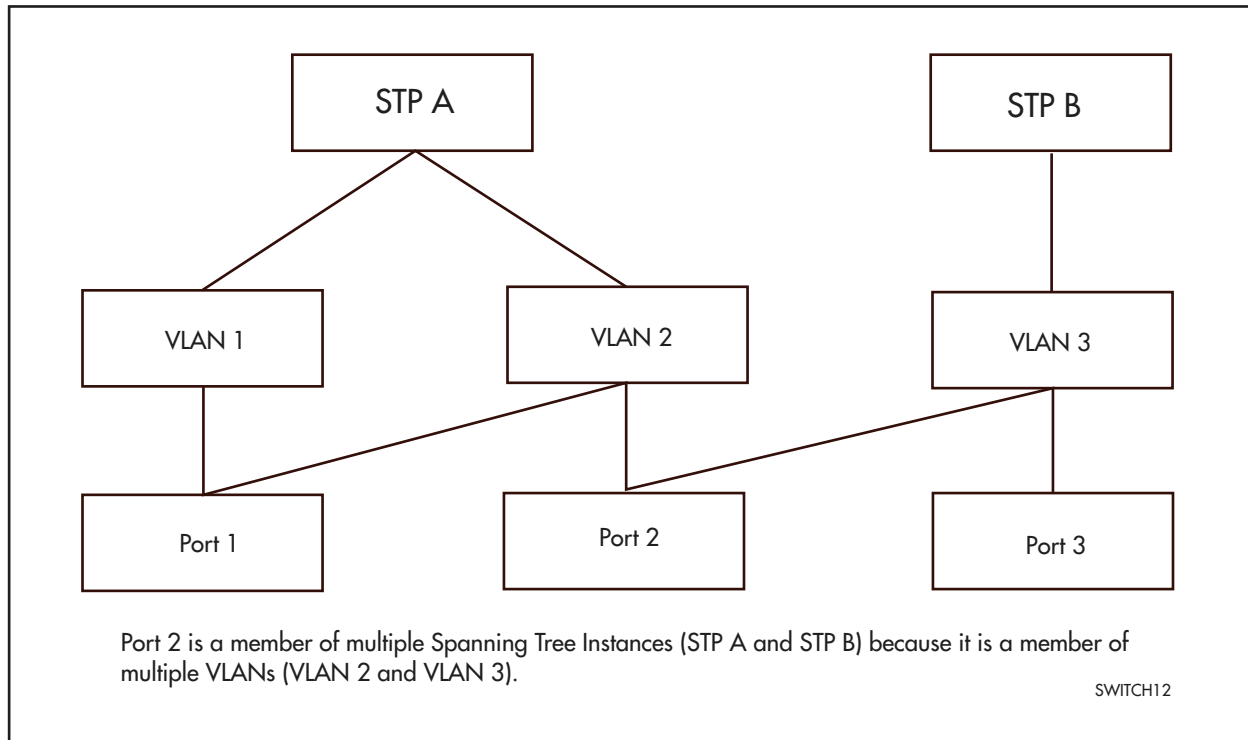 STP A
STP B
VLAN 1
VLAN 2
VLAN 3
Port 1
Port 2
Port 3
Port 2 is a member of multiple Spanning Tree Instances (STP A and STP B) because it is a member of
multiple VLANs (VLAN 2 and VLAN 3).
SWITCH12